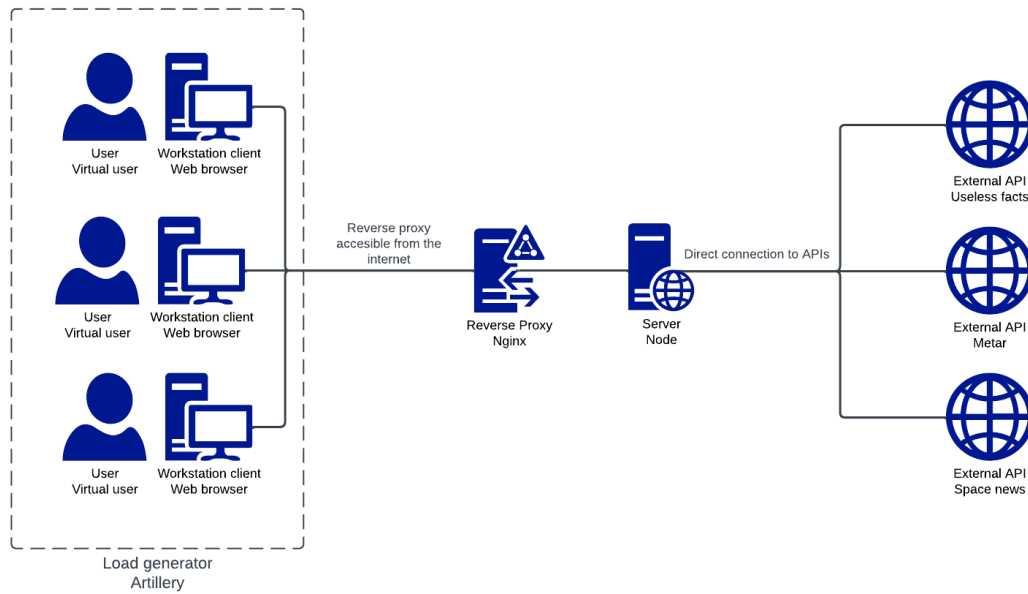 User
Virtual user
Workstation client
Web browser
User
Virtual user
Workstation client
Web browser
User
Virtual user
Workstation client
Web browser
Load generator
Artillery
Reverse proxy
accesible from the
internet
Reverse Proxy
Nginx
Server
Node
Direct connection to APIs
External API
Useless facts
External API
Metar
External API
Space news